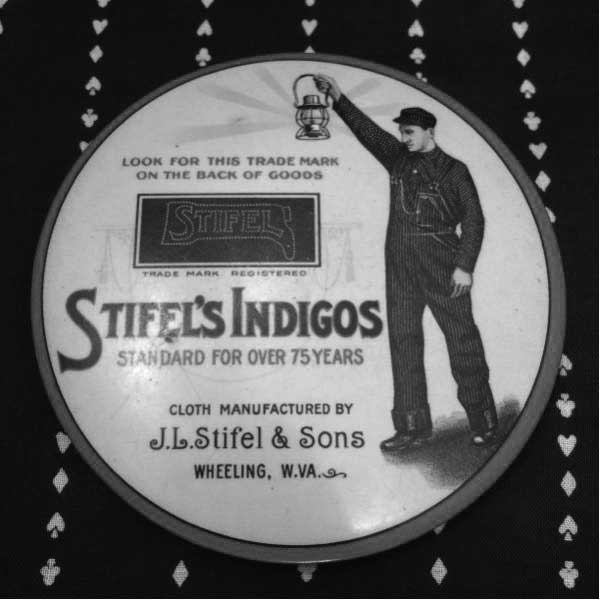 LOOK FOR THIS TRADE MARK
ON THE BACK OF GOODS
STIFEL'S
TRADE MARK REGISTERED
STIFEL'S INDIGOS
STANDARD FOR OVER 75 YEARS
CLOTH MANUFACTURED BY
J.L. Stifel & Sons
WHEELING, W.VA.